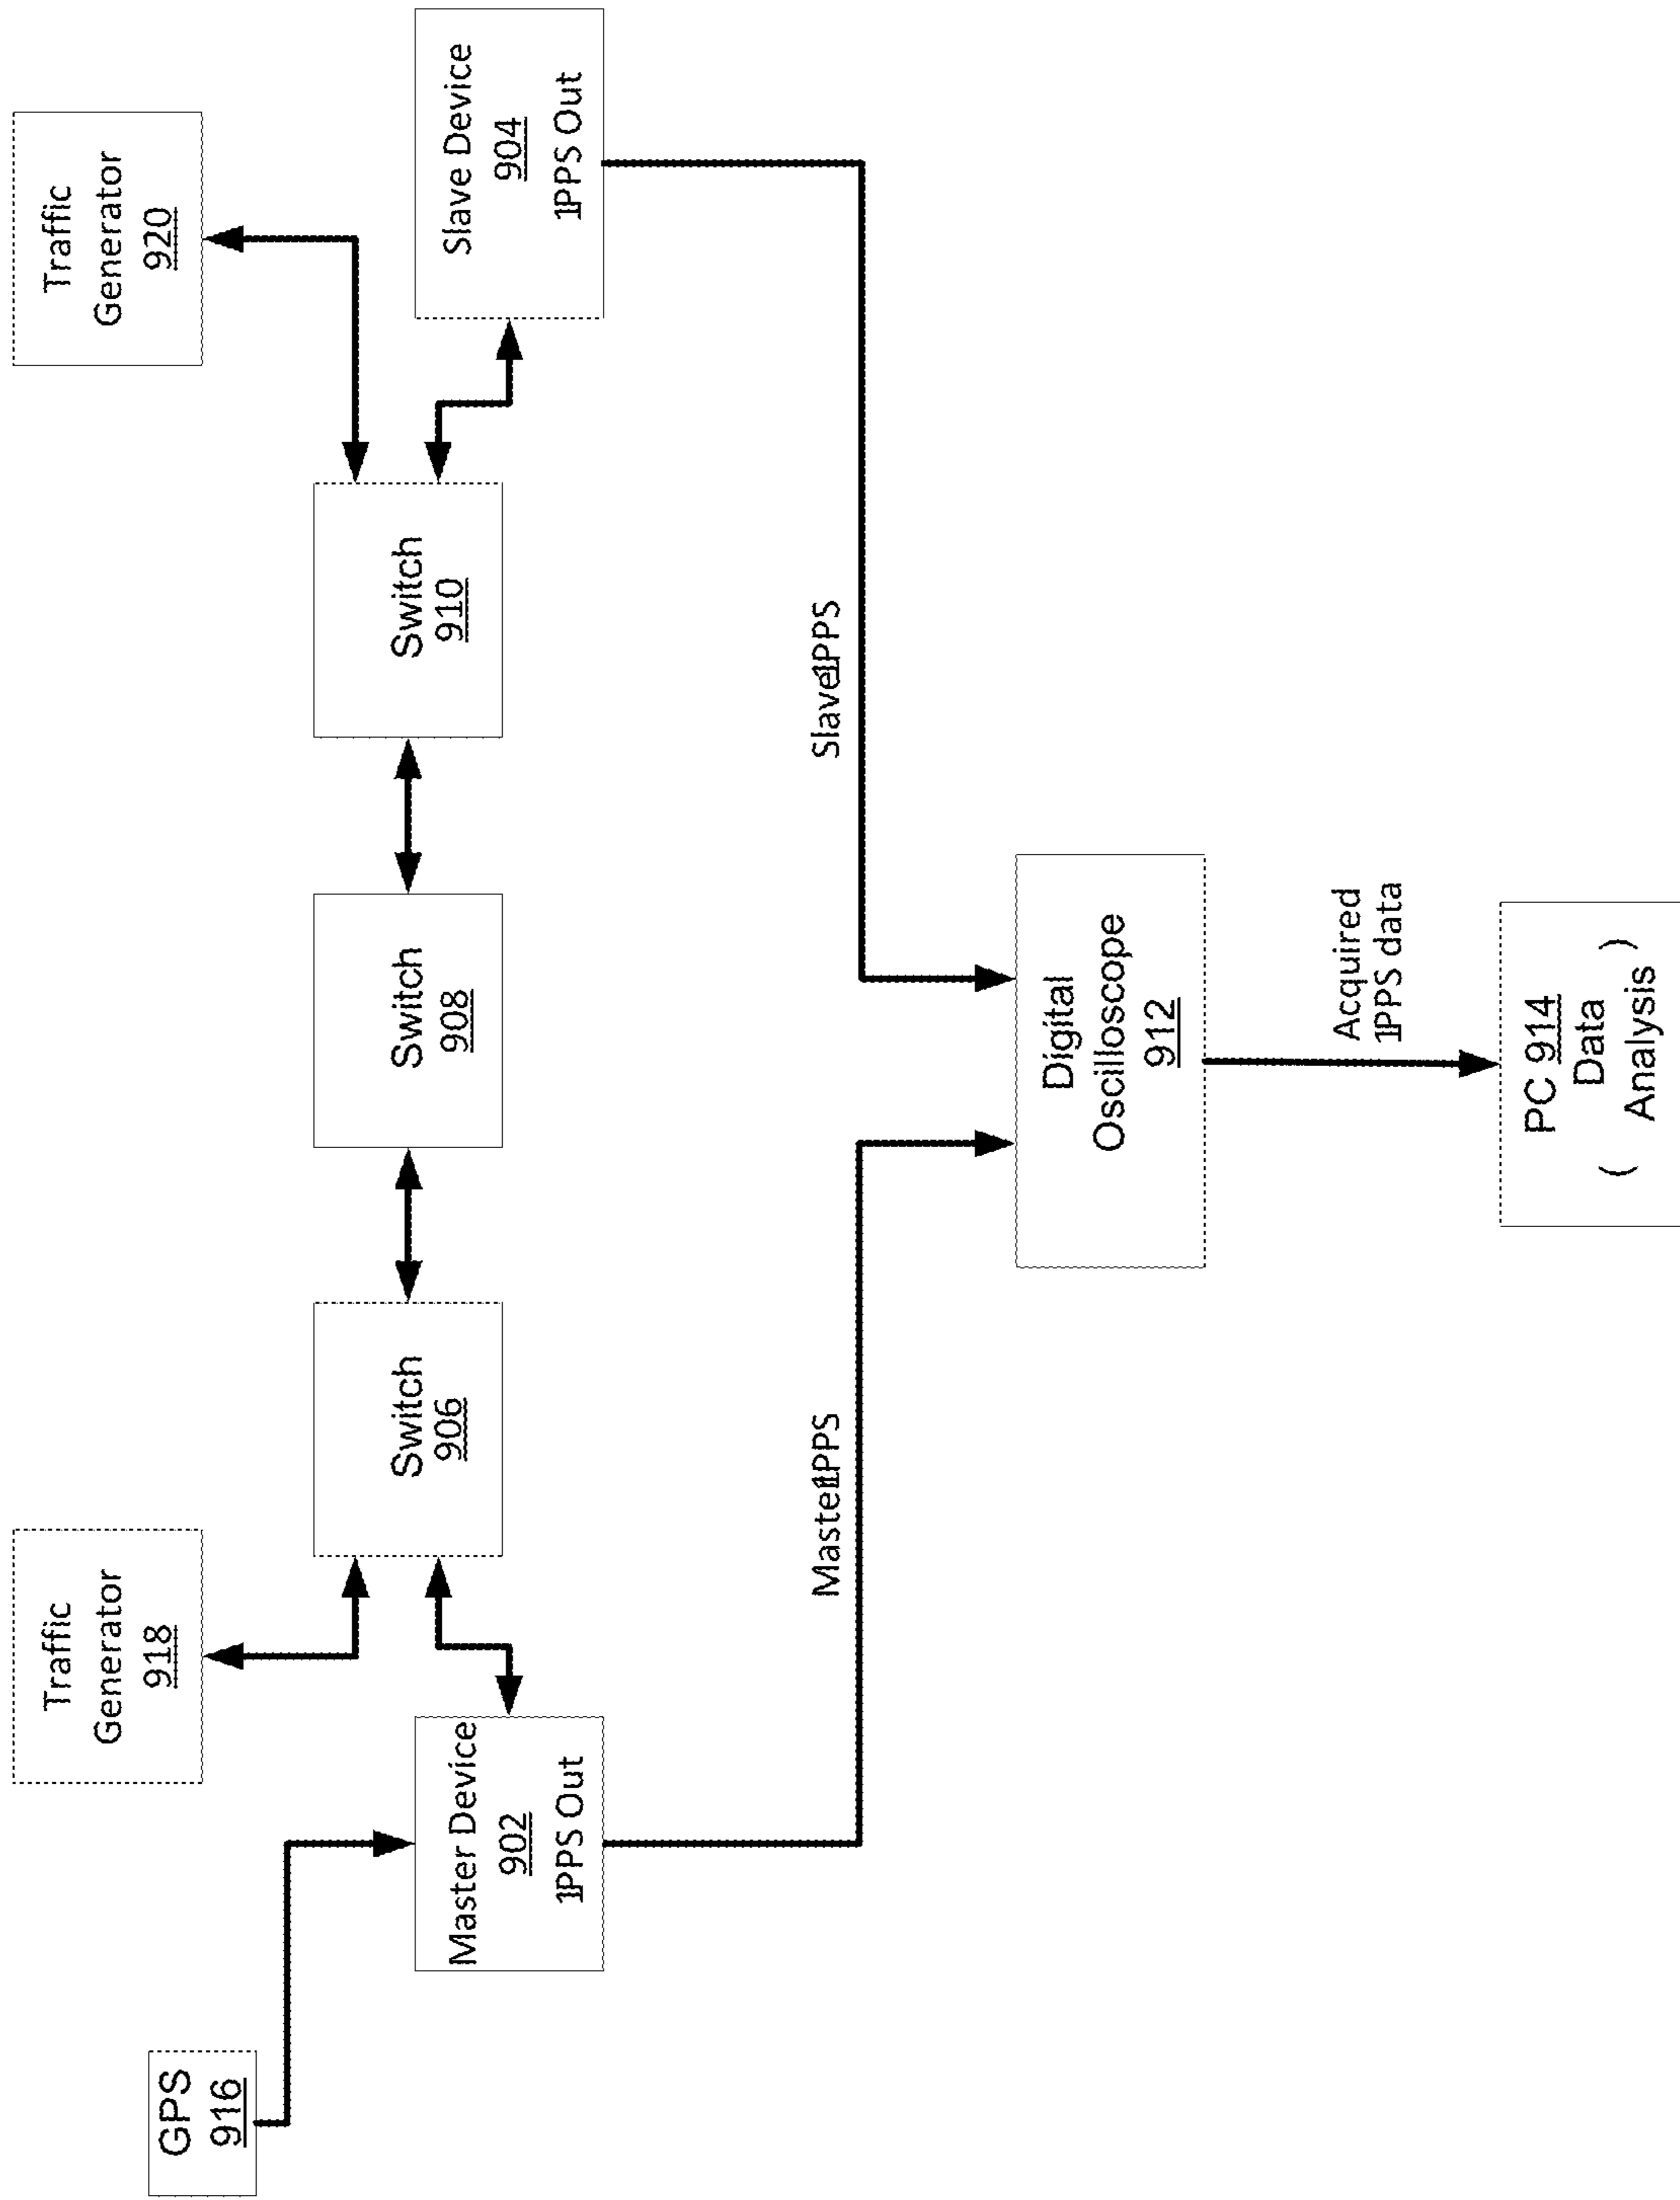 Traffic
Generator
918
Traffic
Generator
920
GPS
916
Switch
906
Switch
908
Switch
910
Master Device
902
1PPS Out
Slave Device
904
1PPS Out
Master1PPS
Slave1PPS
Digital
Oscilloscope
912
Acquired
1PPS data
PC 914
Data
( Analysis )